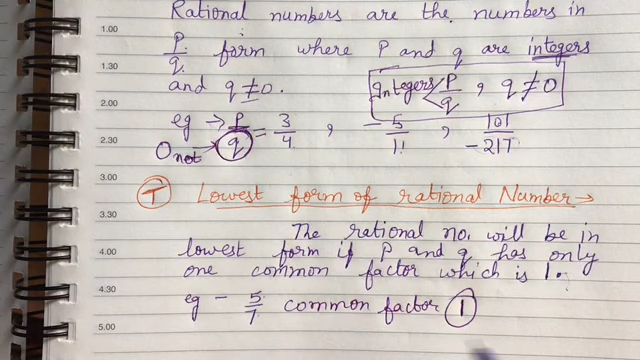 Rational numbers are the numbers in
P/q form where P and q are integers
and q ≠ 0. Integers P/q , q ≠ 0
eg → P/q = 3/4 , -5/11 , 101/-217
0 not
① Lowest form of rational Number →
The rational no. will be in
lowest form if P and q has only
one common factor which is 1.
eg - 5/7 common factor ①
1.00
1.30
2.00
2.30
3.00
3.30
4.00
4.30
5.00